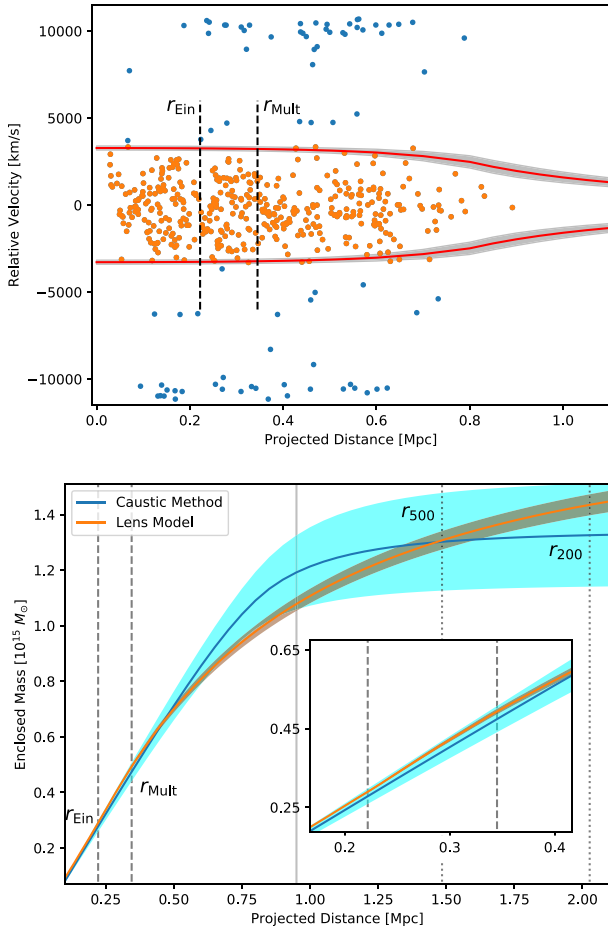 10000
5000
0
−5000
−10000
Relative Velocity [km/s]
r_Ein
r_Mult
0.0 0.2 0.4 0.6 0.8 1.0
Projected Distance [Mpc]
Caustic Method
Lens Model
r_500
r_200
1.4
1.2
1.0
0.8
0.6
0.4
0.2
Enclosed Mass [10^15 M_⊙]
r_Ein
r_Mult
0.65
0.45
0.25
0.2 0.3 0.4
0.25 0.50 0.75 1.00 1.25 1.50 1.75 2.00
Projected Distance [Mpc]